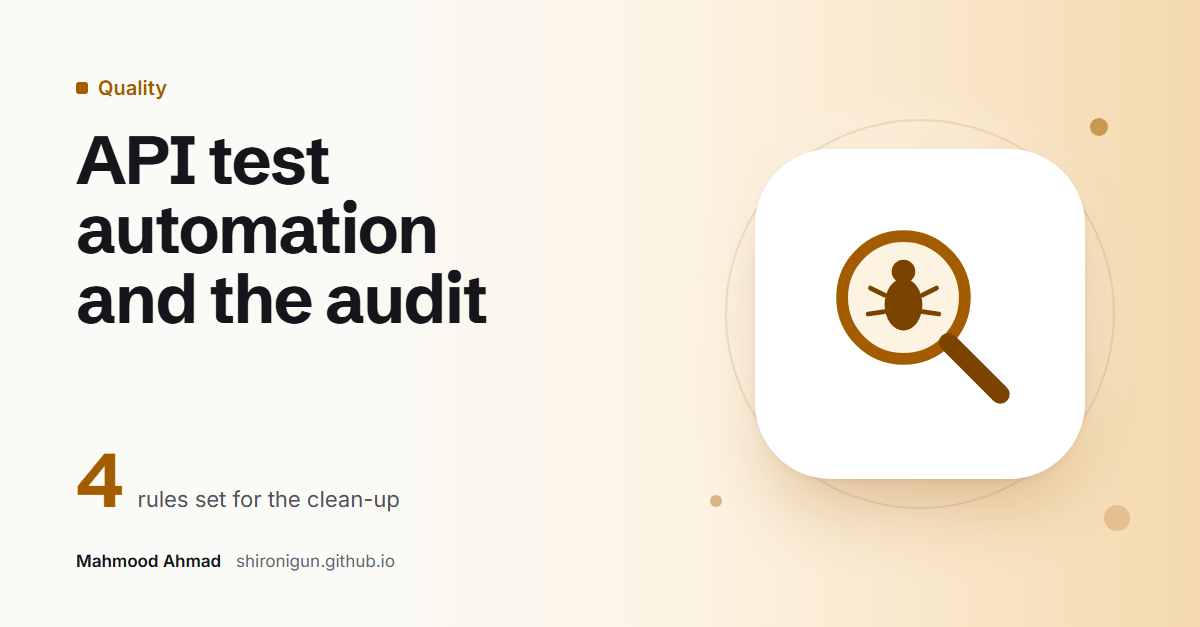 Quality
API test
automation
and the audit
4 rules set for the clean-up
Mahmood Ahmad shironigun.github.io